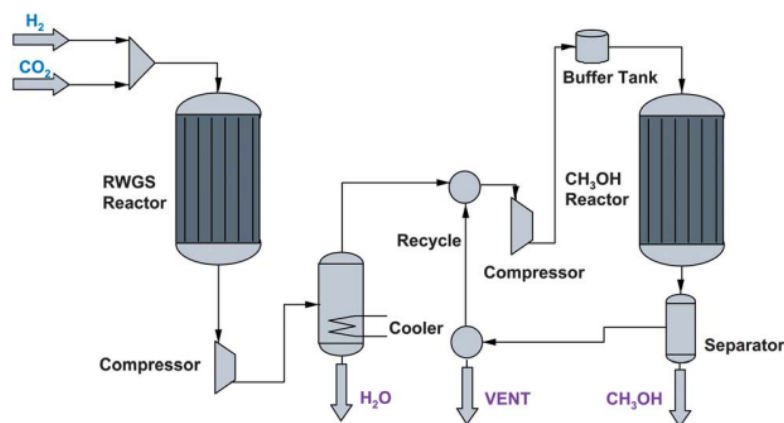 H₂
CO₂
RWGS
Reactor
Compressor
Cooler
H₂O
Recycle
VENT
Compressor
Buffer Tank
CH₃OH
Reactor
Separator
CH₃OH